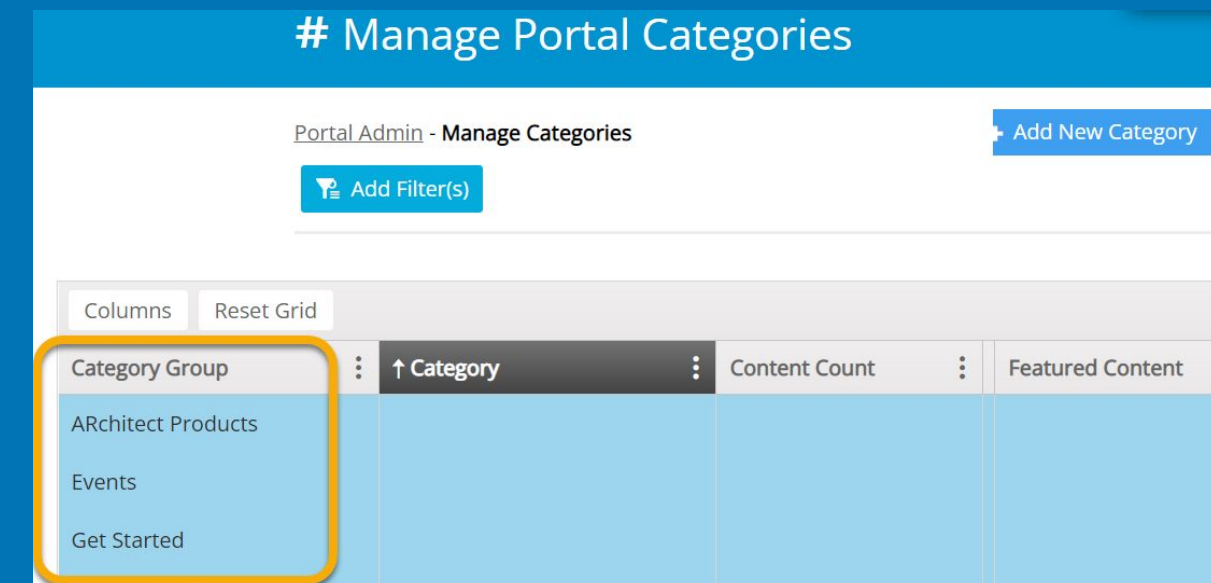 # Manage Portal Categories
Portal Admin - Manage Categories
+ Add New Category
Add Filter(s)
Columns Reset Grid
Category Group ↑ Category Content Count Featured Content
ARchitect Products
Events
Get Started